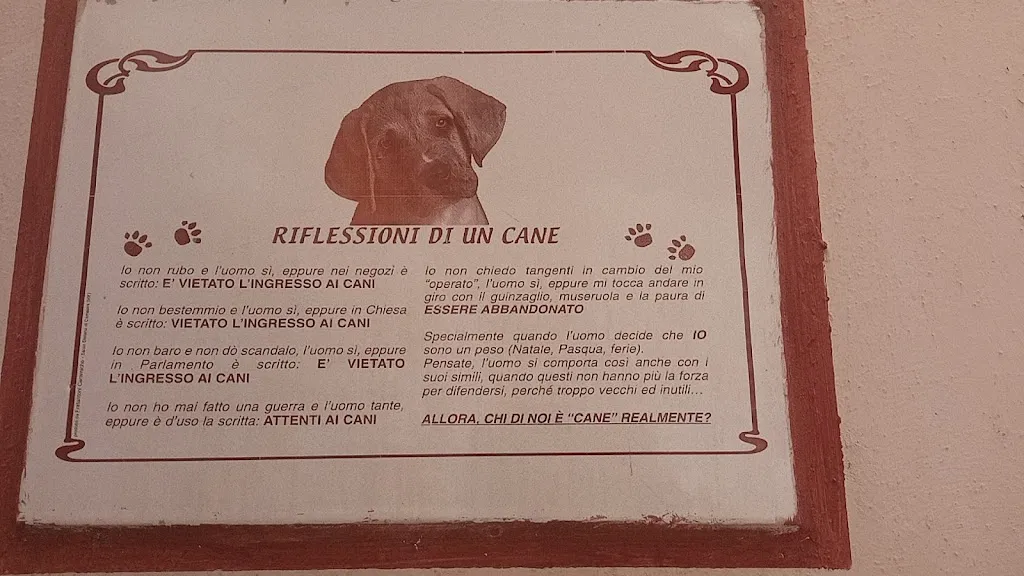 RIFLESSIONI DI UN CANE
Io non rubo e l'uomo sì, eppure nei negozì è
scritto: E' VIETATO L'INGRESSO AI CANI
Io non bestemmio e l'uomo sì, eppure in Chiesa
è scritto: VIETATO L'INGRESSO AI CANI
Io non baro e non dò scandalo, l'uomo sì, eppure
in Parlamento è scritto: E' VIETATO
L'INGRESSO AI CANI
Io non ho mai fatto una guerra e l'uomo tante,
eppure è d'uso la scritta: ATTENTI AI CANI
Io non chiedo tangenti in cambio del mio
"operato", l'uomo sì, eppure mi tocca andare in
giro con il guinzaglio, museruola e la paura di
ESSERE ABBANDONATO
Specialmente quando l'uomo decide che IO
sono un peso (Natale, Pasqua, ferie).
Pensate, l'uomo si comporta così anche con i
suoi simili, quando questi non hanno più la forza
per difendersi, perché troppo vecchi ed inutili...
ALLORA, CHI DI NOI È "CANE" REALMENTE?